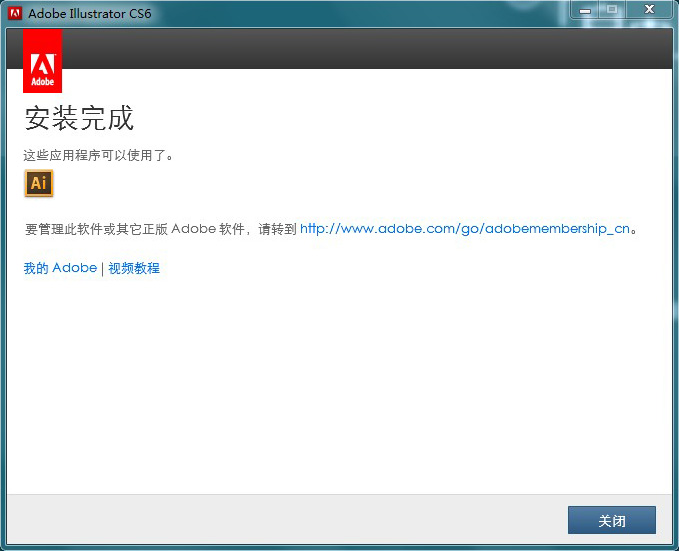 Adobe Illustrator CS6
Adobe
安装完成
这些应用程序可以使用了。
Ai
要管理此软件或其它正版 Adobe 软件，请转到 http://www.adobe.com/go/adobemembership_cn。
我的 Adobe | 视频教程
关闭